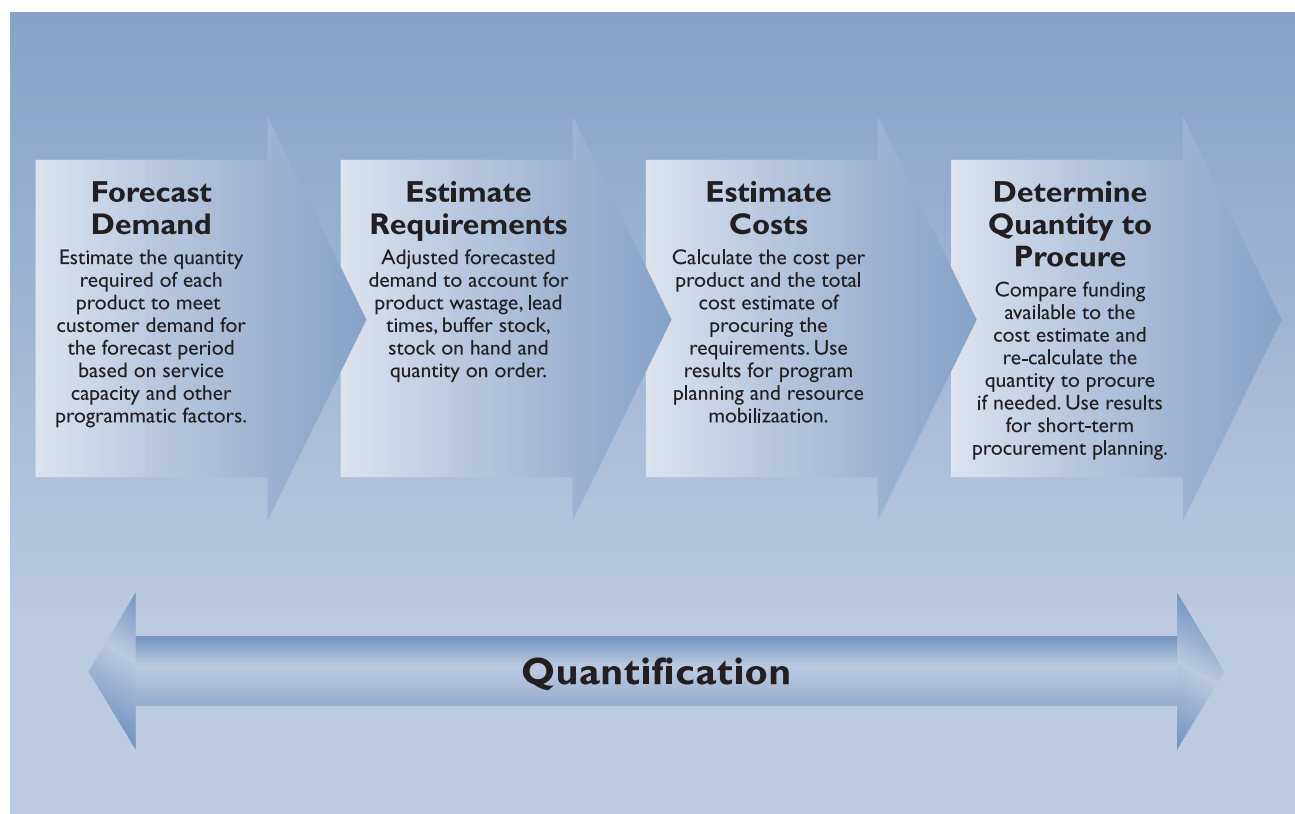 Forecast
Demand
Estimate the quantity
required of each
product to meet
customer demand for
the forecast period
based on service
capacity and other
programmatic factors.
Estimate
Requirements
Adjusted forecasted
demand to account for
product wastage, lead
times, buffer stock,
stock on hand and
quantity on order.
Estimate
Costs
Calculate the cost per
product and the total
cost estimate of
procuring the
requirements. Use
results for program
planning and resource
mobilizaation.
Determine
Quantity to
Procure
Compare funding
available to the
cost estimate and
re-calculate the
quantity to procure
if needed. Use results
for short-term
procurement planning.
Quantification